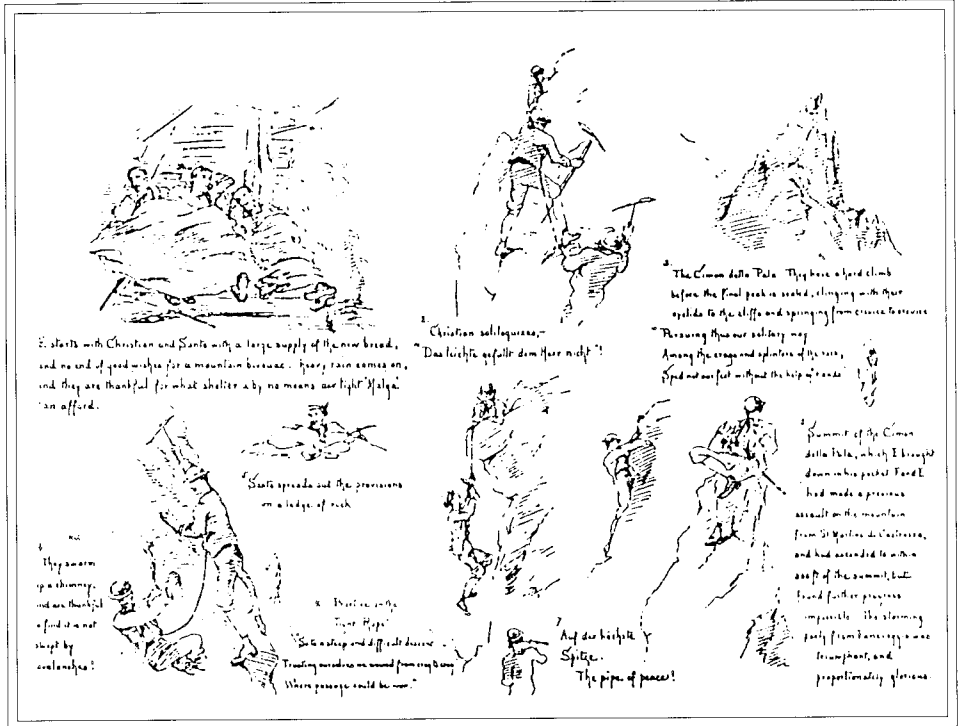 E. starts with Christian and Santo with a large supply of the new bread,
and no end of good wishes for a mountain bivouac. Heavy rain comes on,
and they are thankful for what shelter a by no means air tight "Malga"
can afford.
2.
Christian soliloquizes,—
"Das leichte gefällt dem Herr nicht"!
3.
The Cimon della Pala They have a hard climb
before the final peak is scaled, clinging with their
eyelids to the cliffs and springing from crevice to crevice
"Pursuing thus our solitary way
Among the crags and splinters of the rocks,
Sped not our feet without the help of hands"
4
They swarm
up a chimney,
and are thankful
to find it is not
swept by
avalanches!
5
Santo spreads out the provisions
on a ledge of rock
6
Summit of the Cimon
della Pala, which E brought
down in his pocket F and E
had made a previous
assault on the mountain
from St Martino di Castrozza,
and had ascended to within
feet of the summit, but
found further progress
impossible The storming
party from Paneveggio was
triumphant, and
proportionately glorious.
7
Auf der höchste
Spitze.
The pipe of peace!
8 in the
"Tight Rope"
"So to a steep and difficult descent
Trusting ourselves we wound from crag to crag
Where passage could be won."